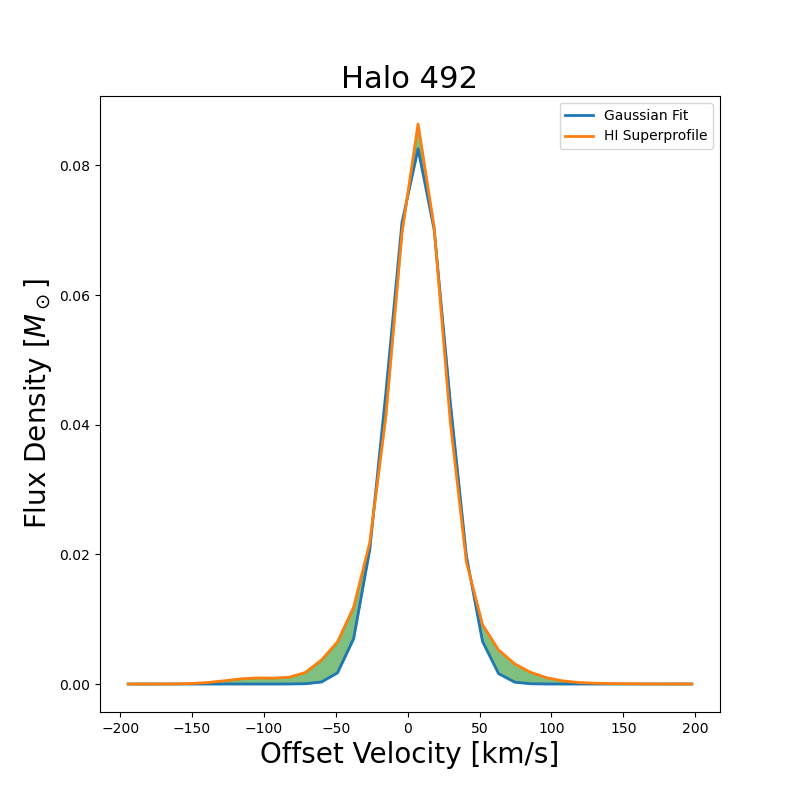 Halo 492
Gaussian Fit
HI Superprofile
Flux Density [M_⊙]
0.08
0.06
0.04
0.02
0.00
−200 −150 −100 −50 0 50 100 150 200
Offset Velocity [km/s]